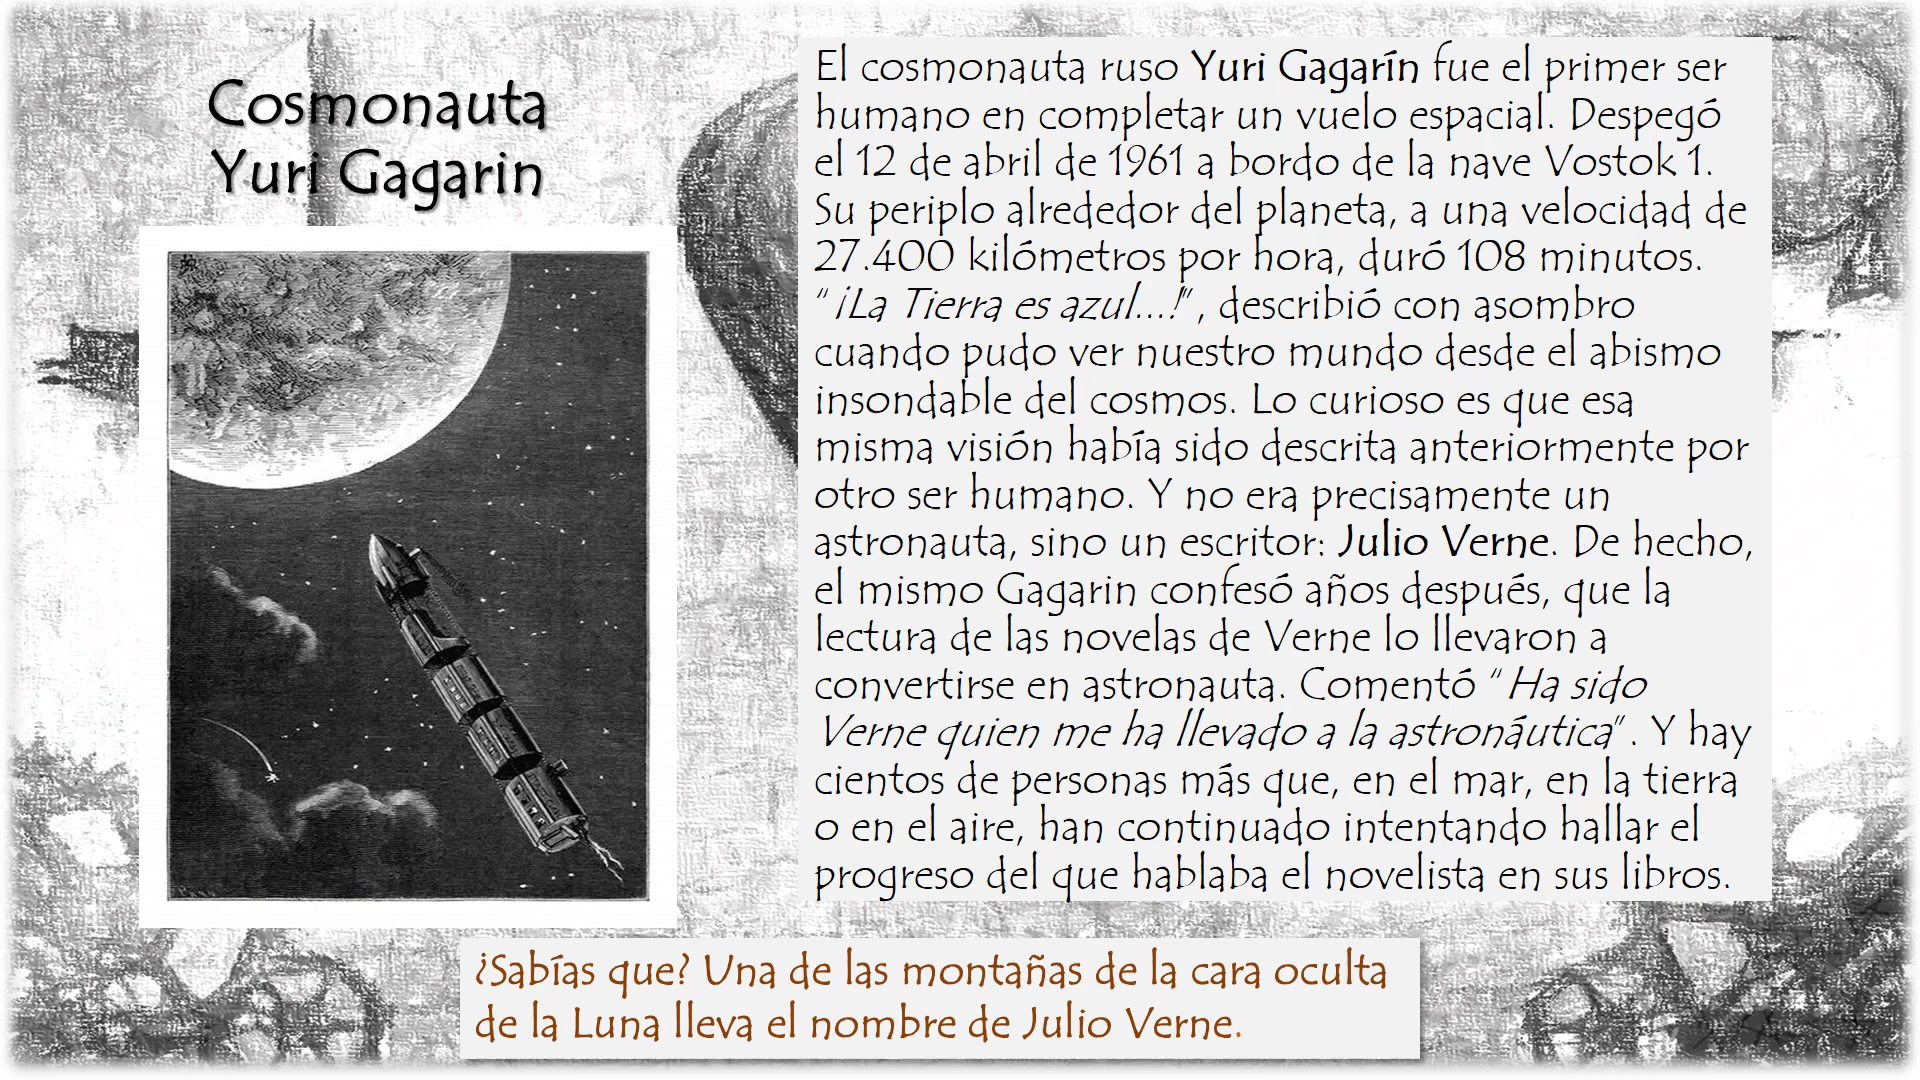 Cosmonauta
Yuri Gagarin
El cosmonauta ruso Yuri Gagarín fue el primer ser
humano en completar un vuelo espacial. Despegó
el 12 de abril de 1961 a bordo de la nave Vostok 1.
Su periplo alrededor del planeta, a una velocidad de
27.400 kilómetros por hora, duró 108 minutos.
"¡La Tierra es azul...!", describió con asombro
cuando pudo ver nuestro mundo desde el abismo
insondable del cosmos. Lo curioso es que esa
misma visión había sido descrita anteriormente por
otro ser humano. Y no era precisamente un
astronauta, sino un escritor: Julio Verne. De hecho,
el mismo Gagarin confesó años después, que la
lectura de las novelas de Verne lo llevaron a
convertirse en astronauta. Comentó "Ha sido
Verne quien me ha llevado a la astronáutica". Y hay
cientos de personas más que, en el mar, en la tierra
o en el aire, han continuado intentando hallar el
progreso del que hablaba el novelista en sus libros.
¿Sabías que? Una de las montañas de la cara oculta
de la Luna lleva el nombre de Julio Verne.